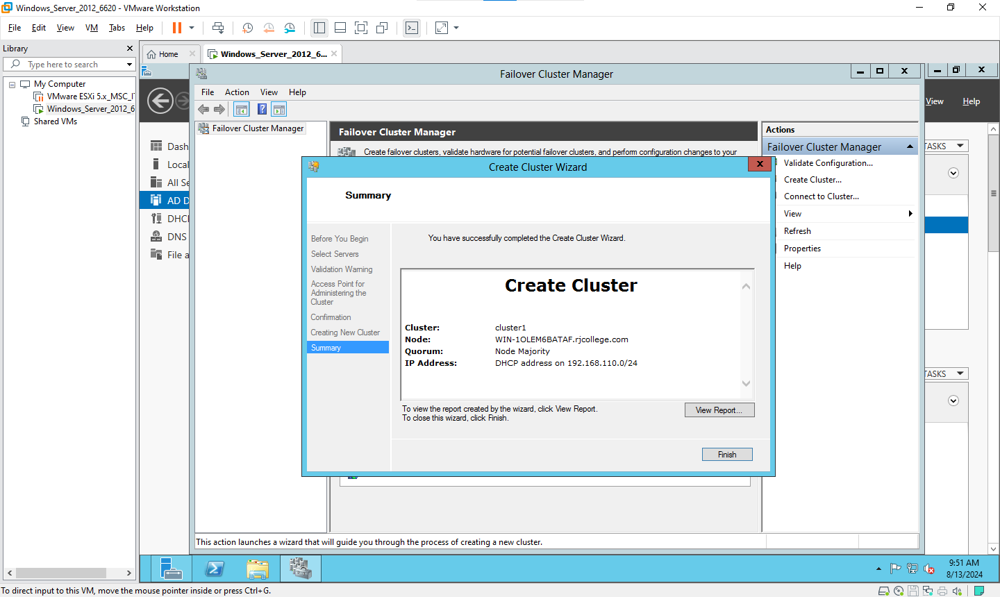 Windows_Server_2012_6620 - VMware Workstation
File Edit View VM Tabs Help
Library
Type here to search
My Computer
VMware ESXi 5.x_MSC_I
Windows_Server_2012_6
Shared VMs
Home
Windows_Server_2012_6...
Failover Cluster Manager
File Action View Help
View Help
Failover Cluster Manager
Failover Cluster Manager
Create failover clusters, validate hardware for potential failover clusters, and perform configuration changes to your
Actions
Failover Cluster Manager
Validate Configuration...
Create Cluster...
Connect to Cluster...
View
Refresh
Properties
Help
Dash
Local
All Se
AD D
DHC
DNS
File a
TASKS
TASKS
Create Cluster Wizard
Summary
Before You Begin
Select Servers
Validation Warning
Access Point for
Administering the
Cluster
Confirmation
Creating New Cluster
Summary
You have successfully completed the Create Cluster Wizard.
Create Cluster
Cluster: cluster1
Node: WIN-1OLEM6BATAF.rjcollege.com
Quorum: Node Majority
IP Address: DHCP address on 192.168.110.0/24
To view the report created by the wizard, click View Report.
To close this wizard, click Finish.
View Report...
Finish
This action launches a wizard that will guide you through the process of creating a new cluster.
9:51 AM
8/13/2024
To direct input to this VM, move the mouse pointer inside or press Ctrl+G.